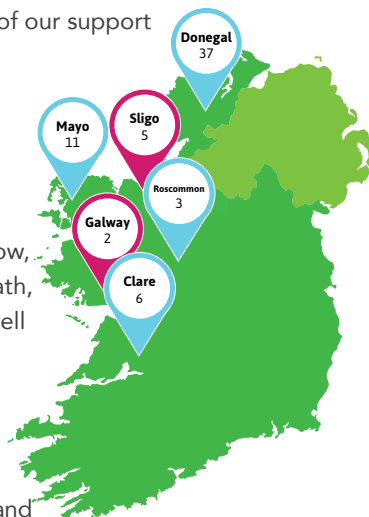 of our support
Donegal
37
Sligo
5
Mayo
11
Roscommon
3
Galway
2
Clare
6
ow,
ath,
ell
and